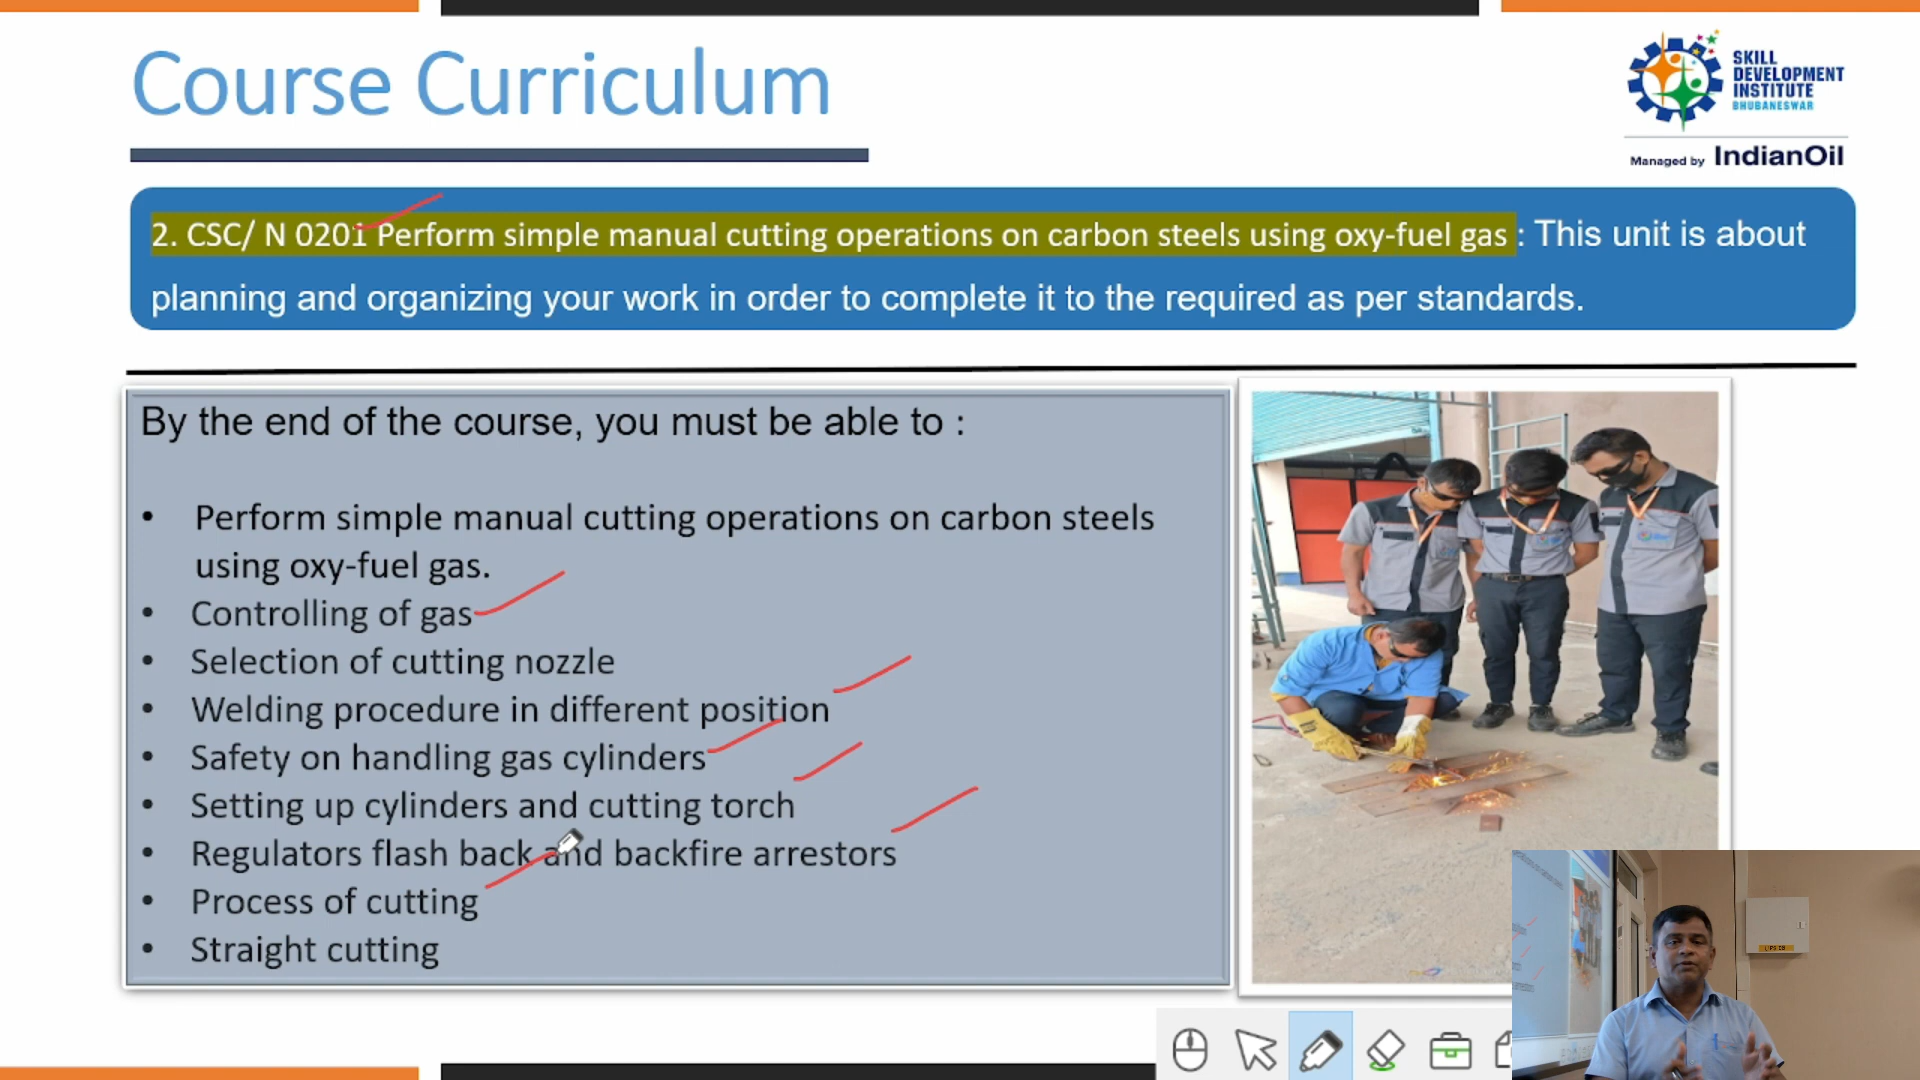 Course Curriculum
SKILL
DEVELOPMENT
INSTITUTE
BHUBANESWAR
Managed by IndianOil
2. CSC/ N 0201 Perform simple manual cutting operations on carbon steels using oxy-fuel gas : This unit is about
planning and organizing your work in order to complete it to the required as per standards.
By the end of the course, you must be able to :
• Perform simple manual cutting operations on carbon steels
using oxy-fuel gas.
• Controlling of gas
• Selection of cutting nozzle
• Welding procedure in different position
• Safety on handling gas cylinders
• Setting up cylinders and cutting torch
• Regulators flash back and backfire arrestors
• Process of cutting
• Straight cutting